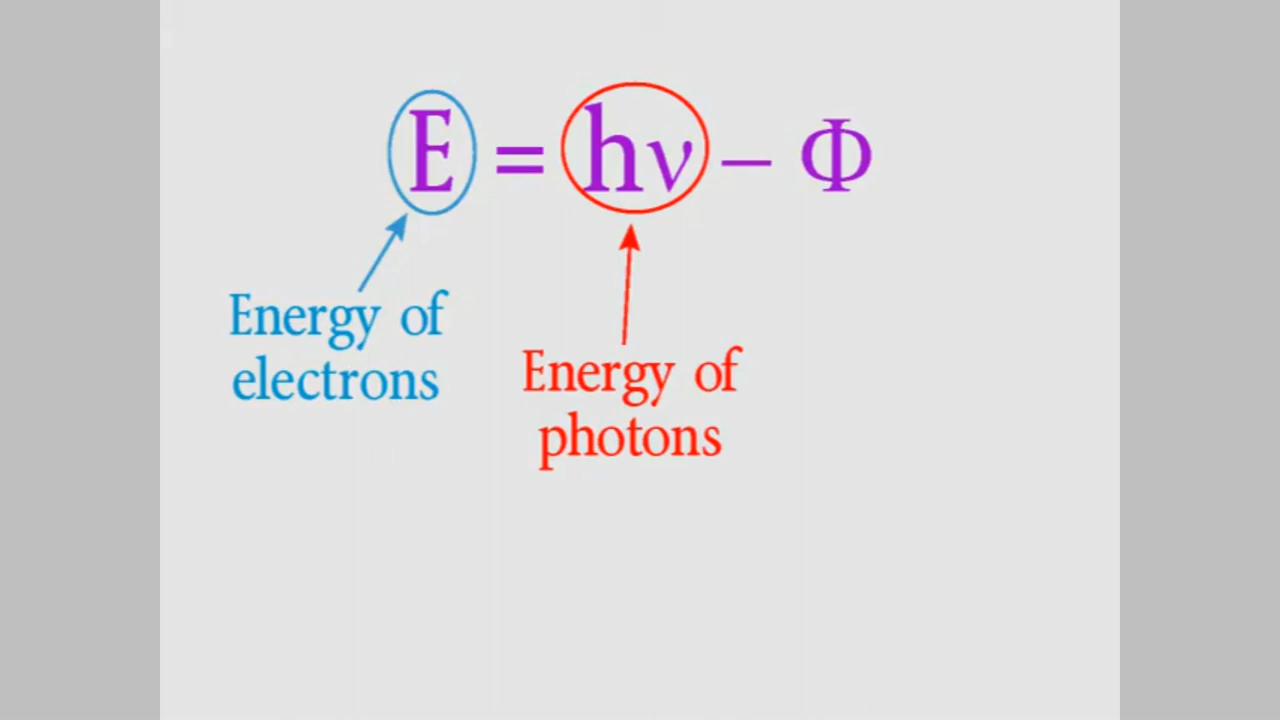 E = hν – Φ
Energy of
electrons
Energy of
photons